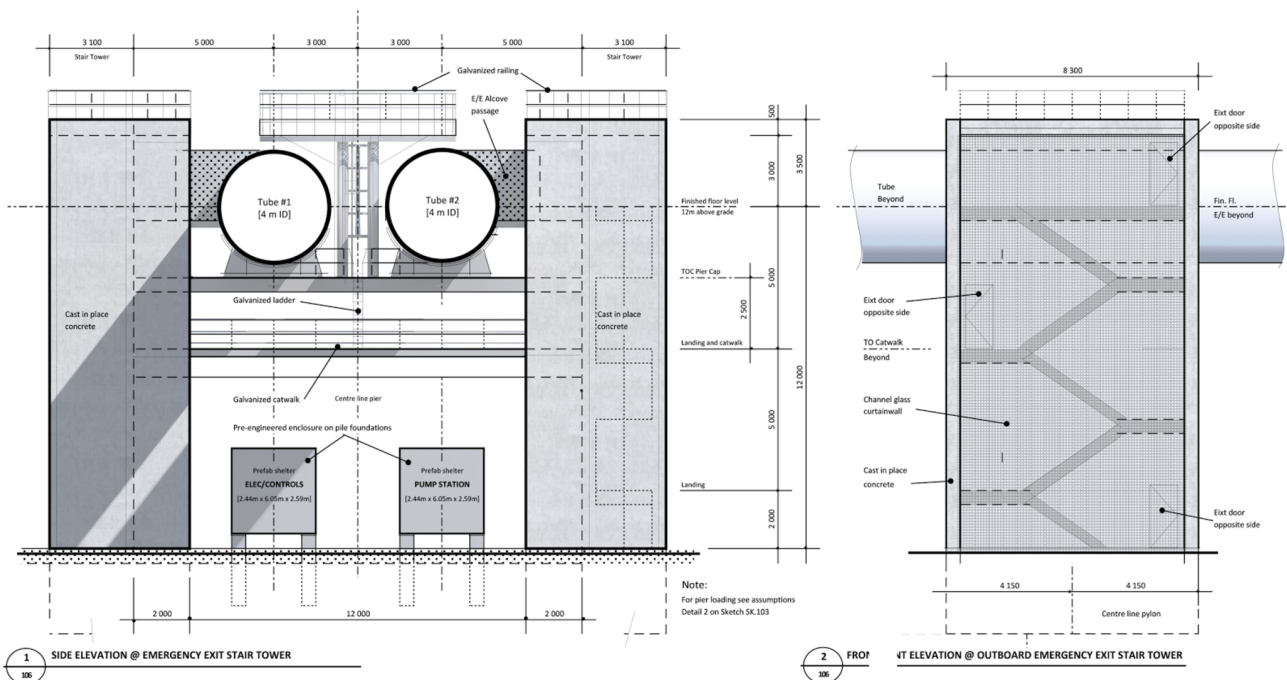 3 100
5 000
3 000
3 000
5 000
3 100
Stair Tower
Stair Tower
Galvanized railing
E/E Alcove
passage
Tube #1
[4 m ID]
Tube #2
[4 m ID]
500
3 000
3 500
Finished floor level
12m above grade
TOC Pier Cap
5 000
2 500
Galvanized ladder
Cast in place
concrete
Cast in place
concrete
Landing and catwalk
12 000
Galvanized catwalk
Centre line pier
Pre-engineered enclosure on pile foundations
5 000
Prefab shelter
ELEC/CONTROLS
[2.44m x 6.05m x 2.59m]
Prefab shelter
PUMP STATION
[2.44m x 6.05m x 2.59m]
Landing
2 000
Note:
For pier loading see assumptions
Detail 2 on Sketch SK.103
2 000
12 000
2 000
1
106
SIDE ELEVATION @ EMERGENCY EXIT STAIR TOWER
8 300
Eixt door
opposite side
Tube
Beyond
Fin. Fl.
E/E beyond
Eixt door
opposite side
TO Catwalk
Beyond
Channel glass
curtainwall
Cast in place
concrete
Eixt door
opposite side
4 150
4 150
Centre line pylon
2
106
FRON NT ELEVATION @ OUTBOARD EMERGENCY EXIT STAIR TOWER